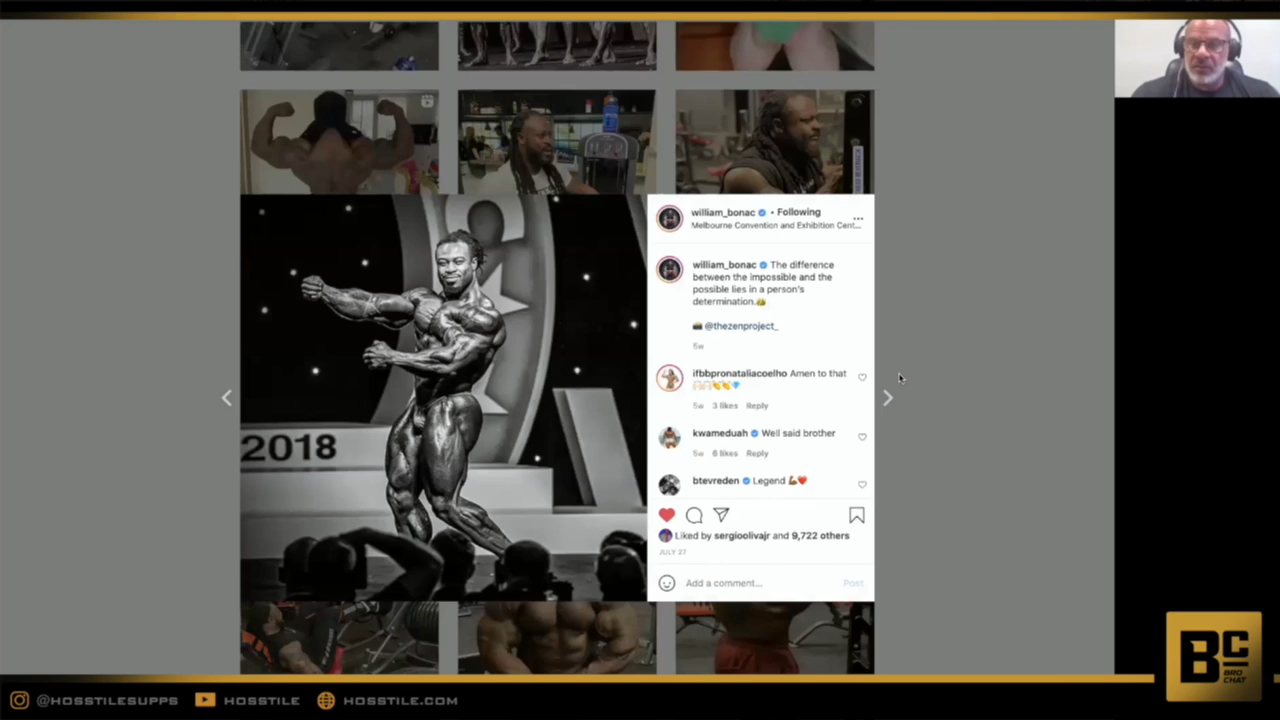 william_bonac • Following
Melbourne Convention and Exhibition Cent...
william_bonac The difference
between the impossible and the
possible lies in a person's
determination.
@thezenproject_
5w
ifbbpronataliacoelho Amen to that
5w 3 likes Reply
kwameduah Well said brother
5w 6 likes Reply
btevreden Legend
Liked by sergioolivajr and 9,722 others
JULY 27
Add a comment... Post
2018
BC
BRO
CHAT
@HOSSTILESUPPS HOSSTILE HOSSTILE.COM